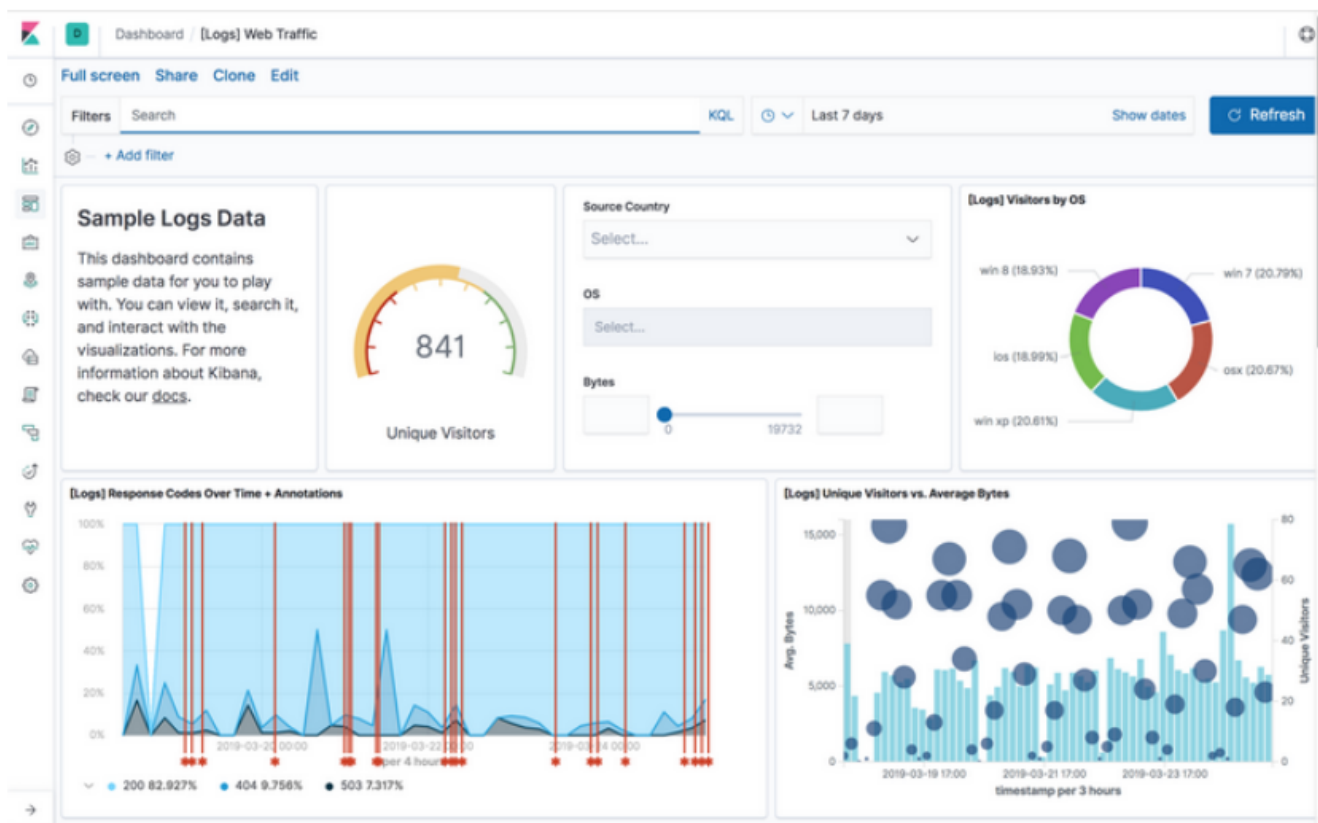 D Dashboard / [Logs] Web Traffic
Full screen Share Clone Edit
Filters Search KQL Last 7 days Show dates Refresh
+ Add filter
Sample Logs Data
This dashboard contains
sample data for you to play
with. You can view it, search it,
and interact with the
visualizations. For more
information about Kibana,
check our docs.
841
Unique Visitors
Source Country
Select...
OS
Select...
Bytes
0 19732
[Logs] Visitors by OS
win 8 (18.93%)
win 7 (20.79%)
ios (18.99%)
osx (20.67%)
win xp (20.61%)
[Logs] Response Codes Over Time + Annotations
100%
80%
60%
40%
20%
0%
2019-03-20 00:00 2019-03-22 00:00 2019-03-24 00:00
per 4 hours
200 82.927% 404 9.756% 503 7.317%
[Logs] Unique Visitors vs. Average Bytes
Avg. Bytes
15,000
10,000
5,000
0
80
60
40
20
0
Unique Visitors
2019-03-19 17:00 2019-03-21 17:00 2019-03-23 17:00
timestamp per 3 hours